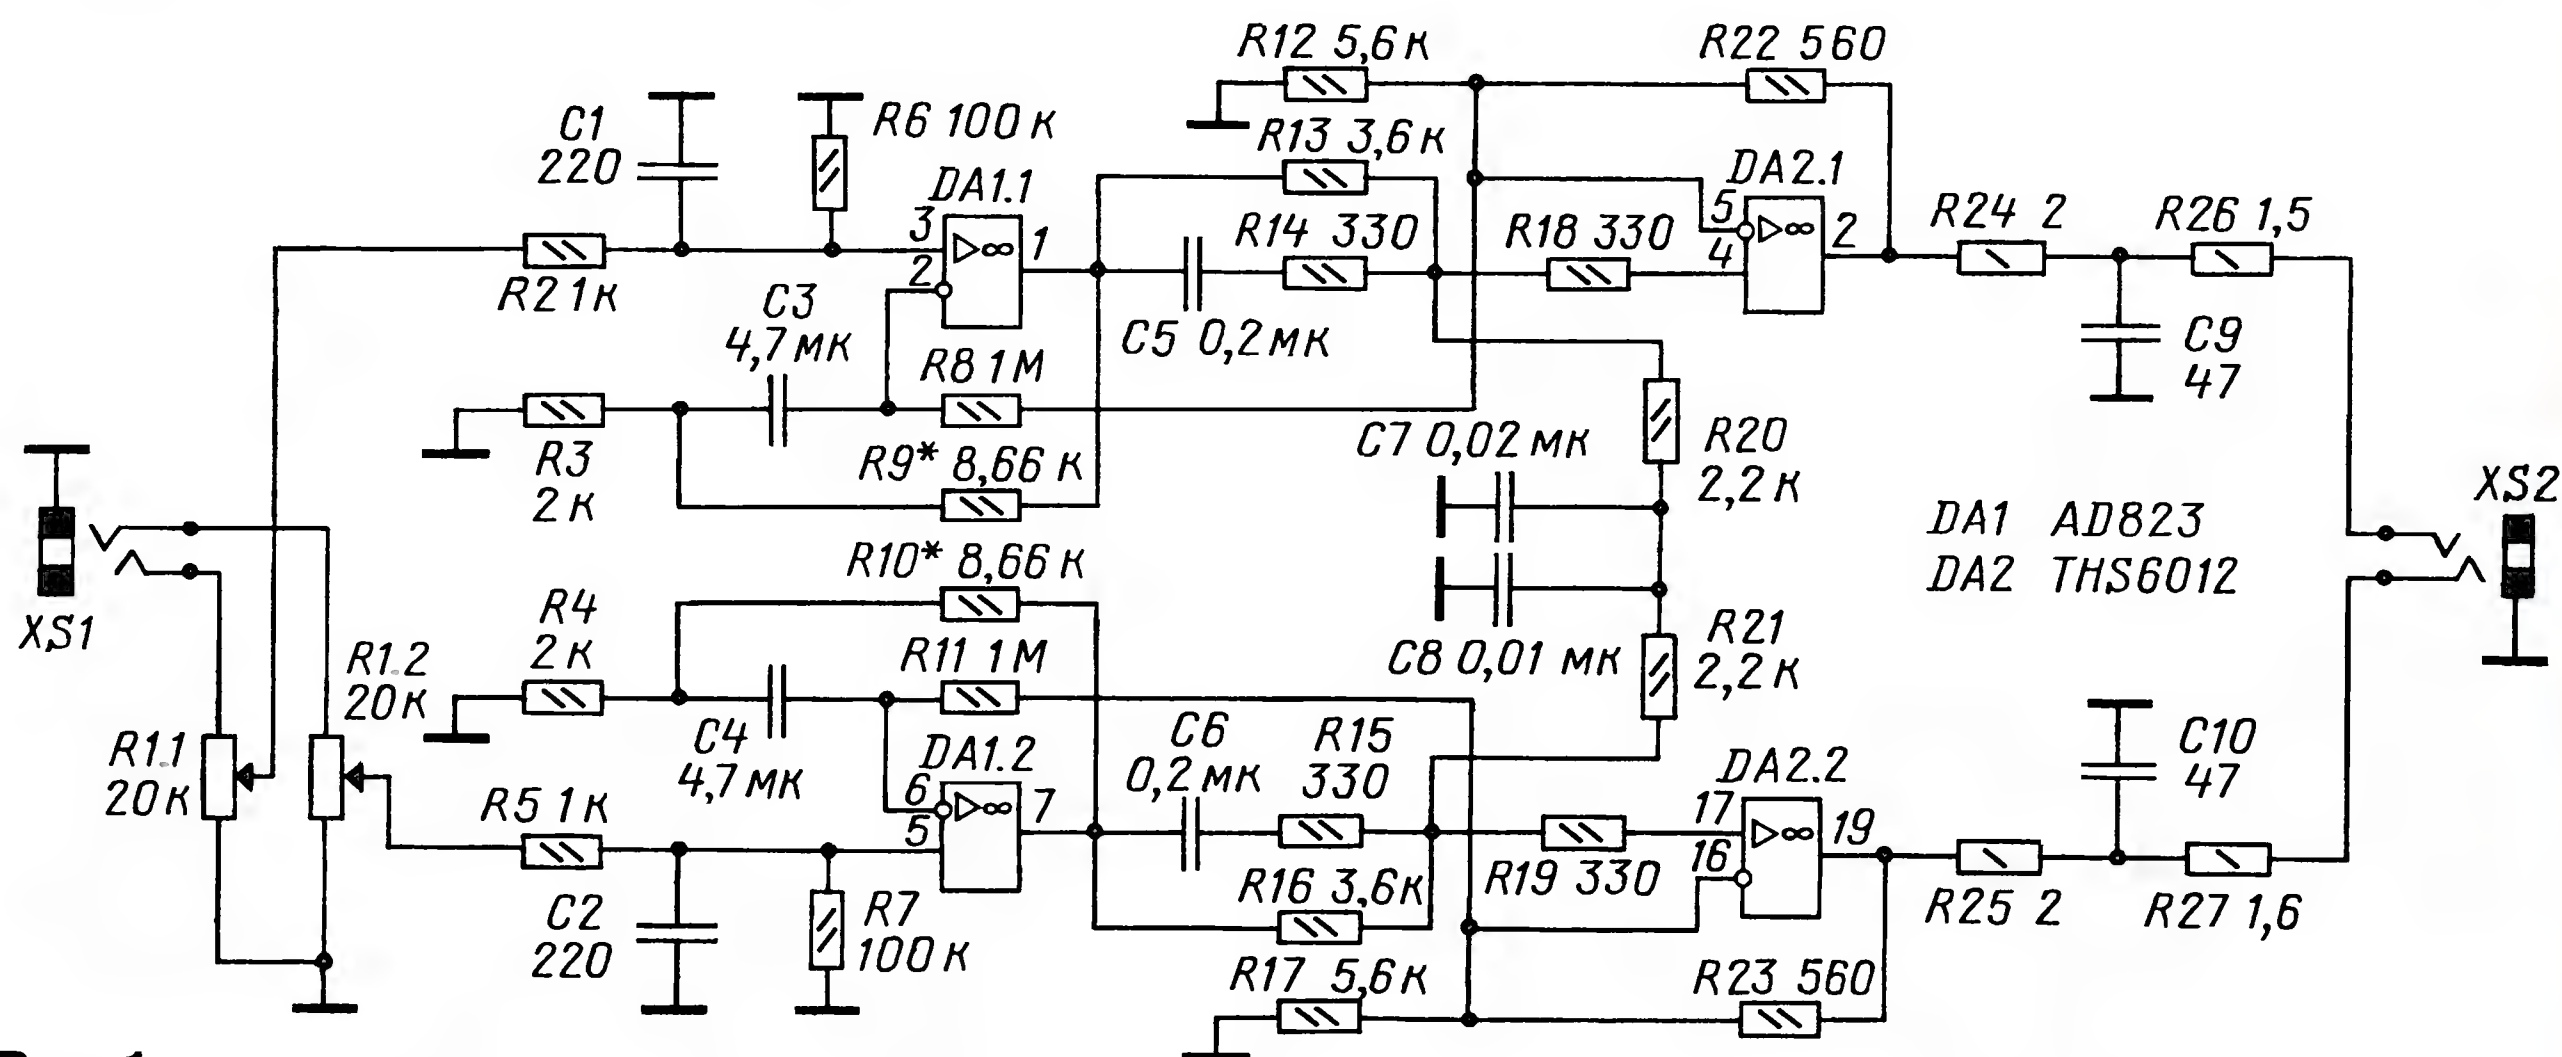 R12 5,6 к
R22 560
C1
220
R6 100 к
R13 3,6 к
DA1.1
DA2.1
3
2
1
▷∞
R14 330
R18 330
5
4
2
▷∞
R24 2
R26 1,5
R2 1 к
C3
4,7 мк
C5 0,2 мк
C9
47
R8 1 М
R3
2 к
R9* 8,66 к
C7 0,02 мк
R20
2,2 к
XS2
DA1 AD823
DA2 THS6012
R10* 8,66 к
R4
2 к
XS1
R1.2
20 к
R11 1 М
C8 0,01 мк
R21
2,2 к
R1.1
20 к
C4
4,7 мк
DA1.2
C6
0,2 мк
R15
330
DA2.2
C10
47
R5 1 к
6
5
7
▷∞
17
16
19
▷∞
C2
220
R7
100 к
R16 3,6 к
R19 330
R25 2
R27 1,6
R17 5,6 к
R23 560